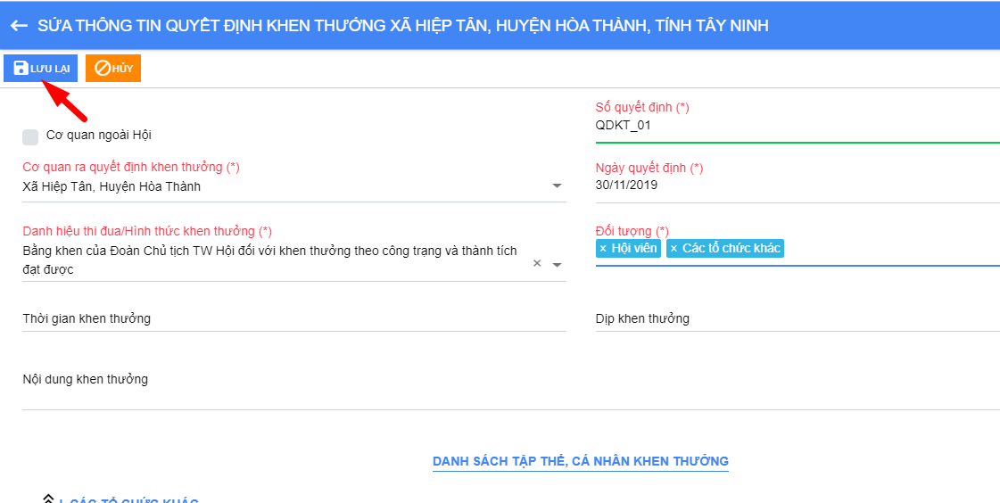 SỬA THÔNG TIN QUYẾT ĐỊNH KHEN THƯỞNG XÃ HIỆP TÂN, HUYỆN HÒA THÀNH, TỈNH TÂY NINH
LƯU LẠI
HỦY
Cơ quan ngoài Hội
Số quyết định (*)
QDKT_01
Cơ quan ra quyết định khen thưởng (*)
Xã Hiệp Tân, Huyện Hòa Thành
Ngày quyết định (*)
30/11/2019
Danh hiệu thi đua/Hình thức khen thưởng (*)
Bằng khen của Đoàn Chủ tịch TW Hội đối với khen thưởng theo công trạng và thành tích
đạt được
Đối tượng (*)
× Hội viên × Các tổ chức khác
Thời gian khen thưởng
Dịp khen thưởng
Nội dung khen thưởng
DANH SÁCH TẬP THỂ, CÁ NHÂN KHEN THƯỞNG
I. CÁC TỔ CHỨC KHÁC